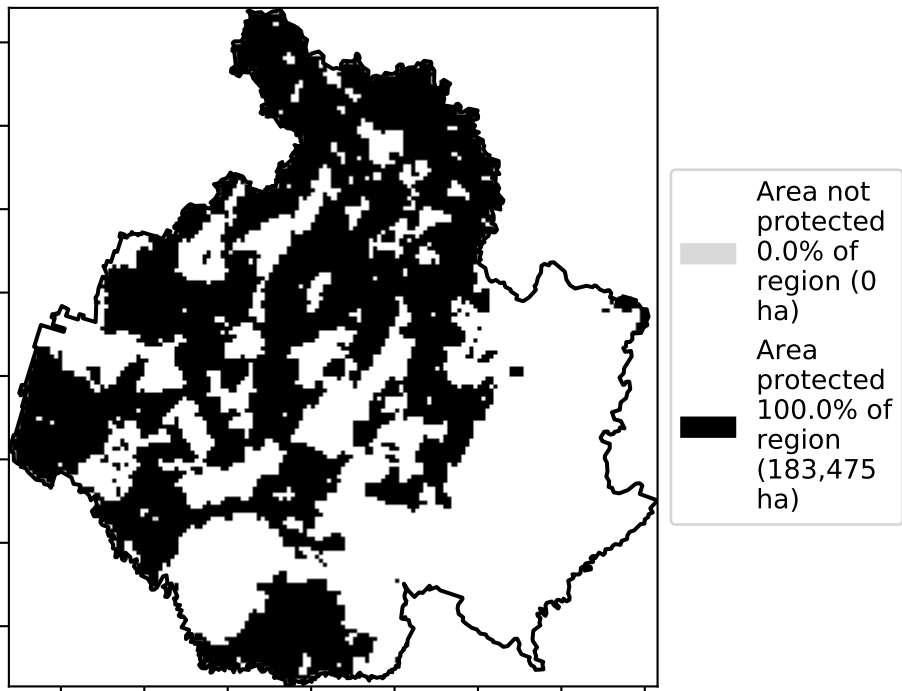 Area not
protected
0.0% of
region (0
ha)
Area
protected
100.0% of
region
(183,475
ha)